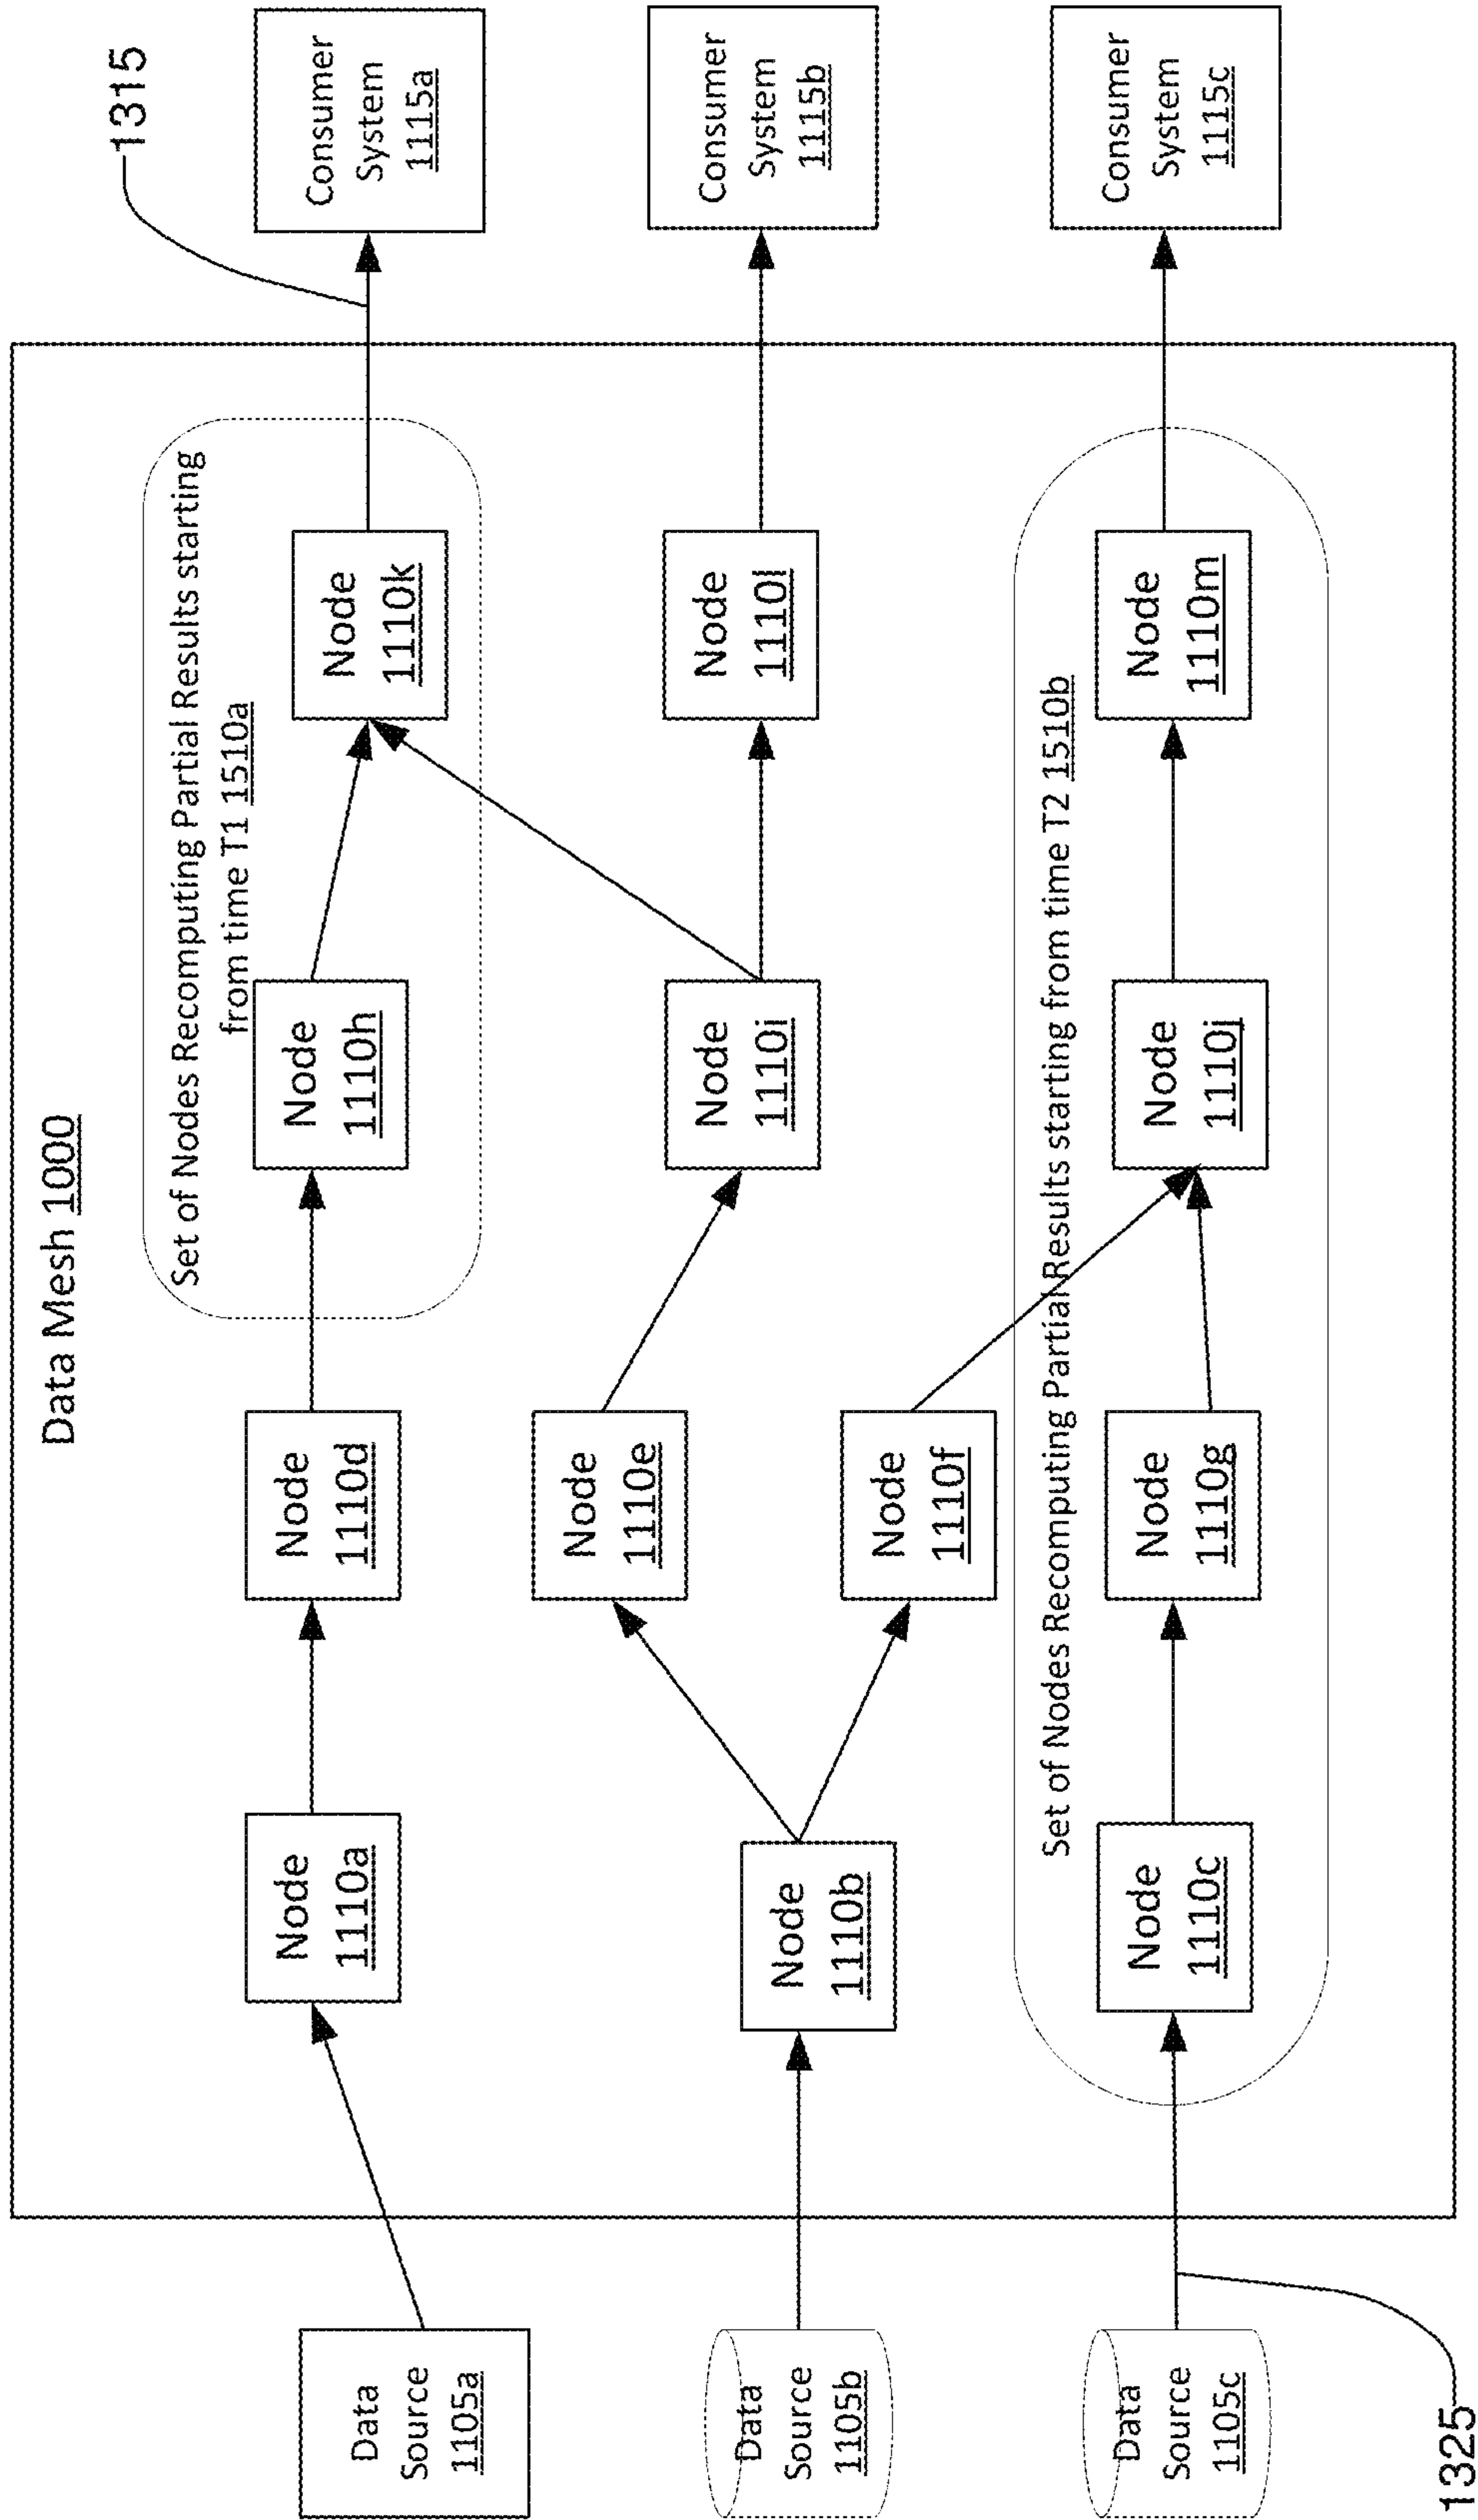 Data Mesh 1000
1315
1325
Data
Source
1105a
Data
Source
1105b
Data
Source
1105c
Set of Nodes Recomputing Partial Results starting
from time T1 1510a
Node
1110a
Node
1110d
Node
1110h
Node
1110k
Consumer
System
1115a
Node
1110b
Node
1110e
Node
1110f
Node
1110i
Node
1110l
Consumer
System
1115b
Set of Nodes Recomputing Partial Results starting from time T2 1510b
Node
1110c
Node
1110g
Node
1110j
Node
1110m
Consumer
System
1115c